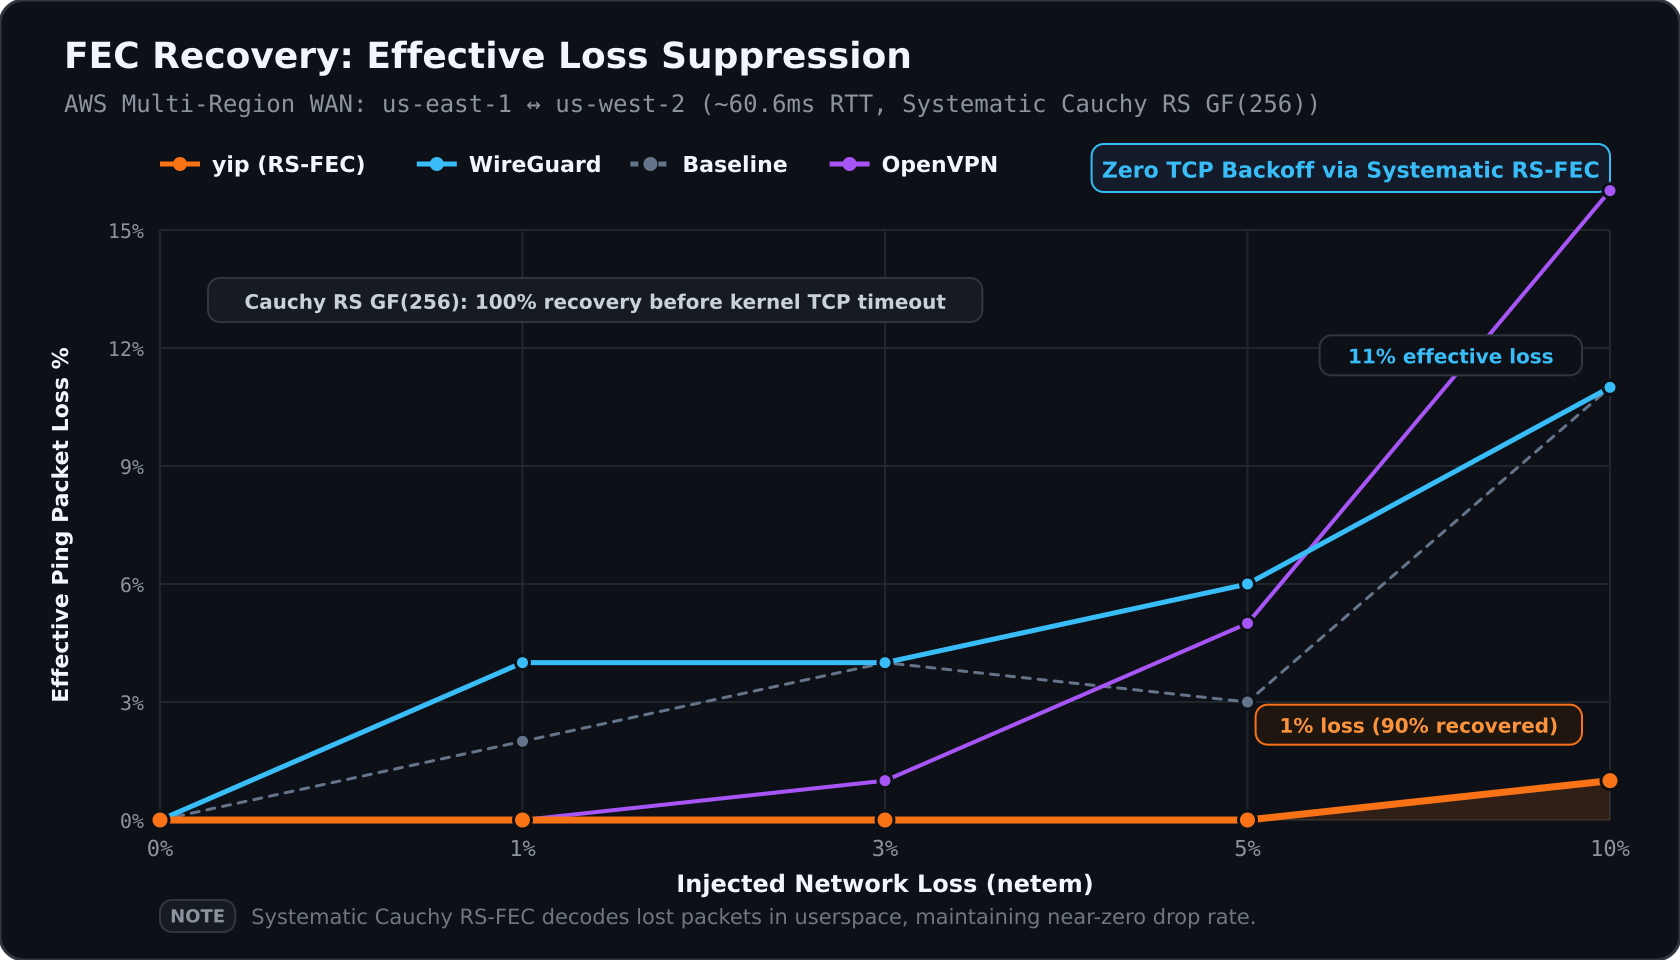 FEC Recovery: Effective Loss Suppression
AWS Multi-Region WAN: us-east-1 ↔ us-west-2 (~60.6ms RTT, Systematic Cauchy RS GF(256))
yip (RS-FEC)
WireGuard
Baseline
OpenVPN
Zero TCP Backoff via Systematic RS-FEC
15%
Cauchy RS GF(256): 100% recovery before kernel TCP timeout
12%
11% effective loss
9%
6%
3%
1% loss (90% recovered)
0%
Effective Ping Packet Loss %
0%
1%
3%
5%
10%
Injected Network Loss (netem)
NOTE
Systematic Cauchy RS-FEC decodes lost packets in userspace, maintaining near-zero drop rate.